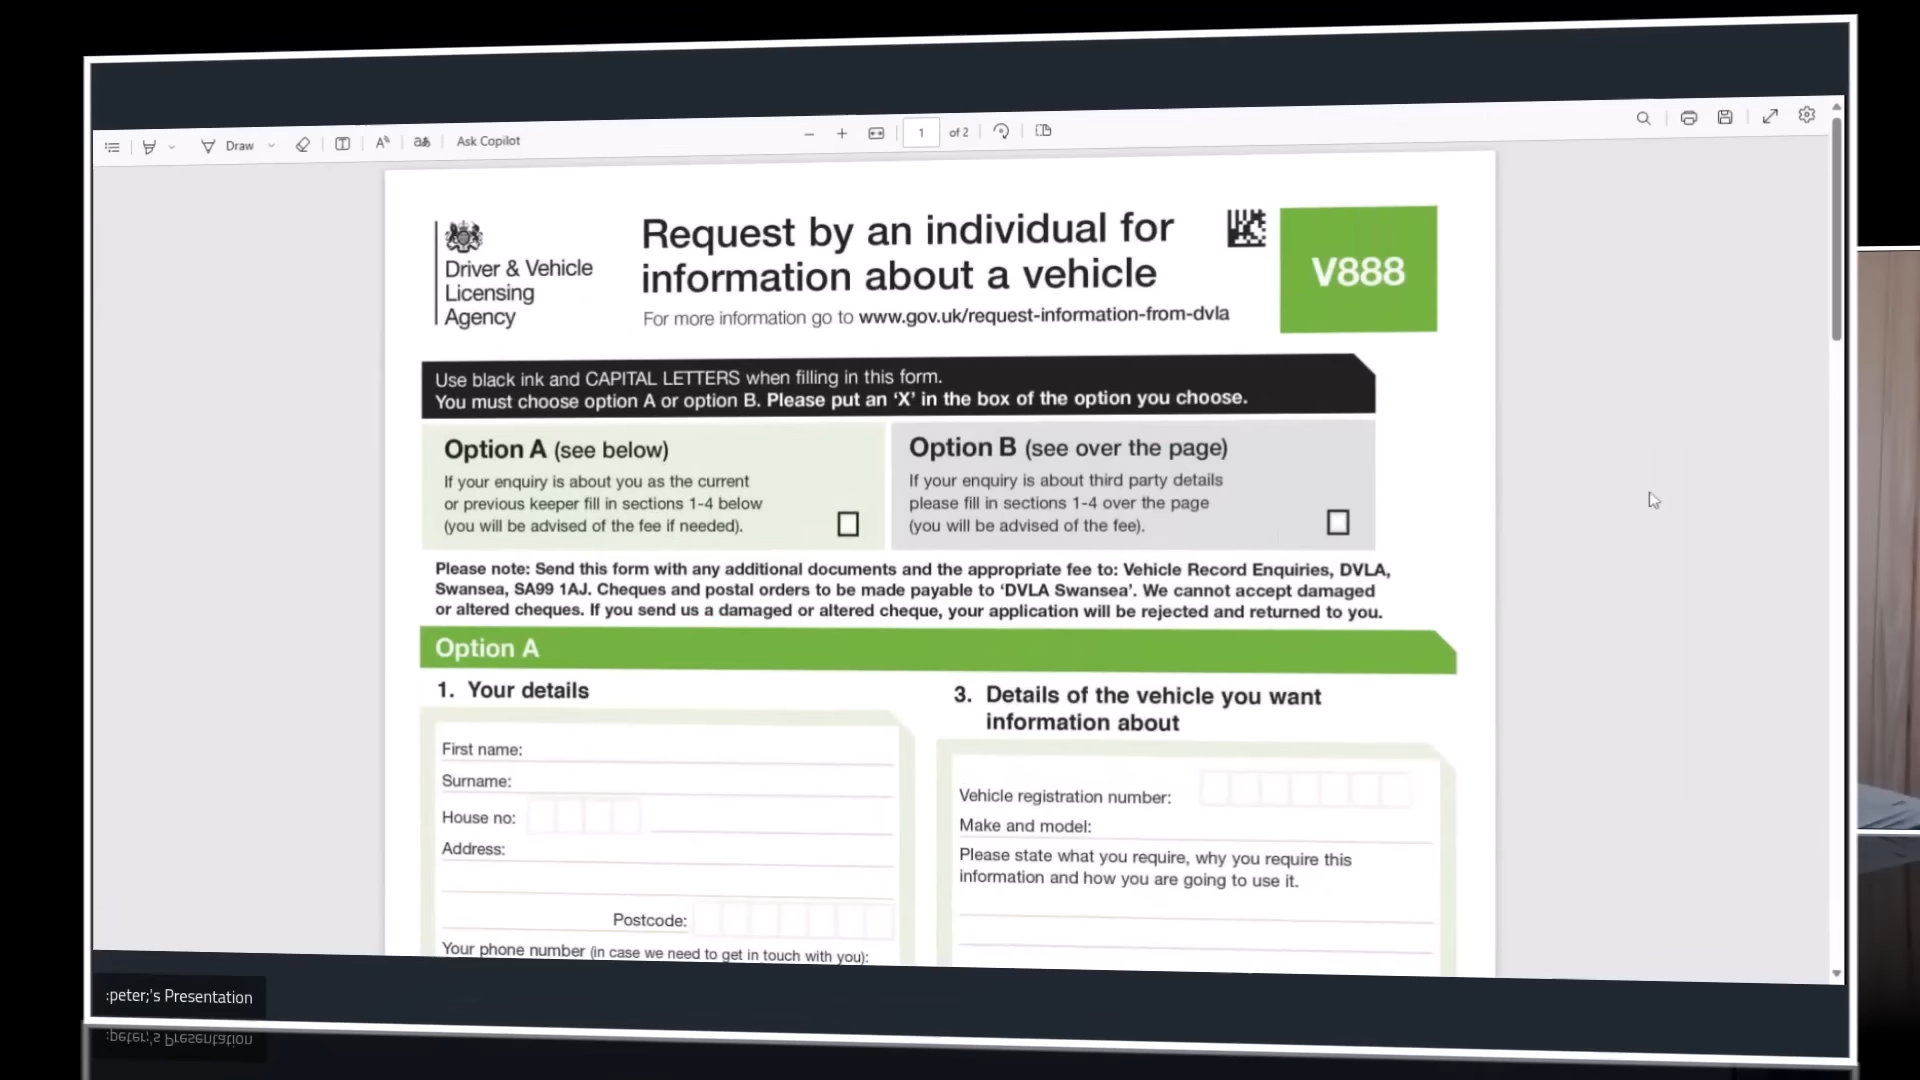 Draw
Ask Copilot
1
of 2
Driver & Vehicle
Licensing
Agency
Request by an individual for
information about a vehicle
For more information go to www.gov.uk/request-information-from-dvla
V888
Use black ink and CAPITAL LETTERS when filling in this form.
You must choose option A or option B. Please put an ‘X’ in the box of the option you choose.
Option A (see below)
If your enquiry is about you as the current
or previous keeper fill in sections 1-4 below
(you will be advised of the fee if needed).
Option B (see over the page)
If your enquiry is about third party details
please fill in sections 1-4 over the page
(you will be advised of the fee).
Please note: Send this form with any additional documents and the appropriate fee to: Vehicle Record Enquiries, DVLA,
Swansea, SA99 1AJ. Cheques and postal orders to be made payable to ‘DVLA Swansea’. We cannot accept damaged
or altered cheques. If you send us a damaged or altered cheque, your application will be rejected and returned to you.
Option A
1. Your details
First name:
Surname:
House no:
Address:
Postcode:
Your phone number (in case we need to get in touch with you):
3. Details of the vehicle you want
information about
Vehicle registration number:
Make and model:
Please state what you require, why you require this
information and how you are going to use it.
:peter;'s Presentation